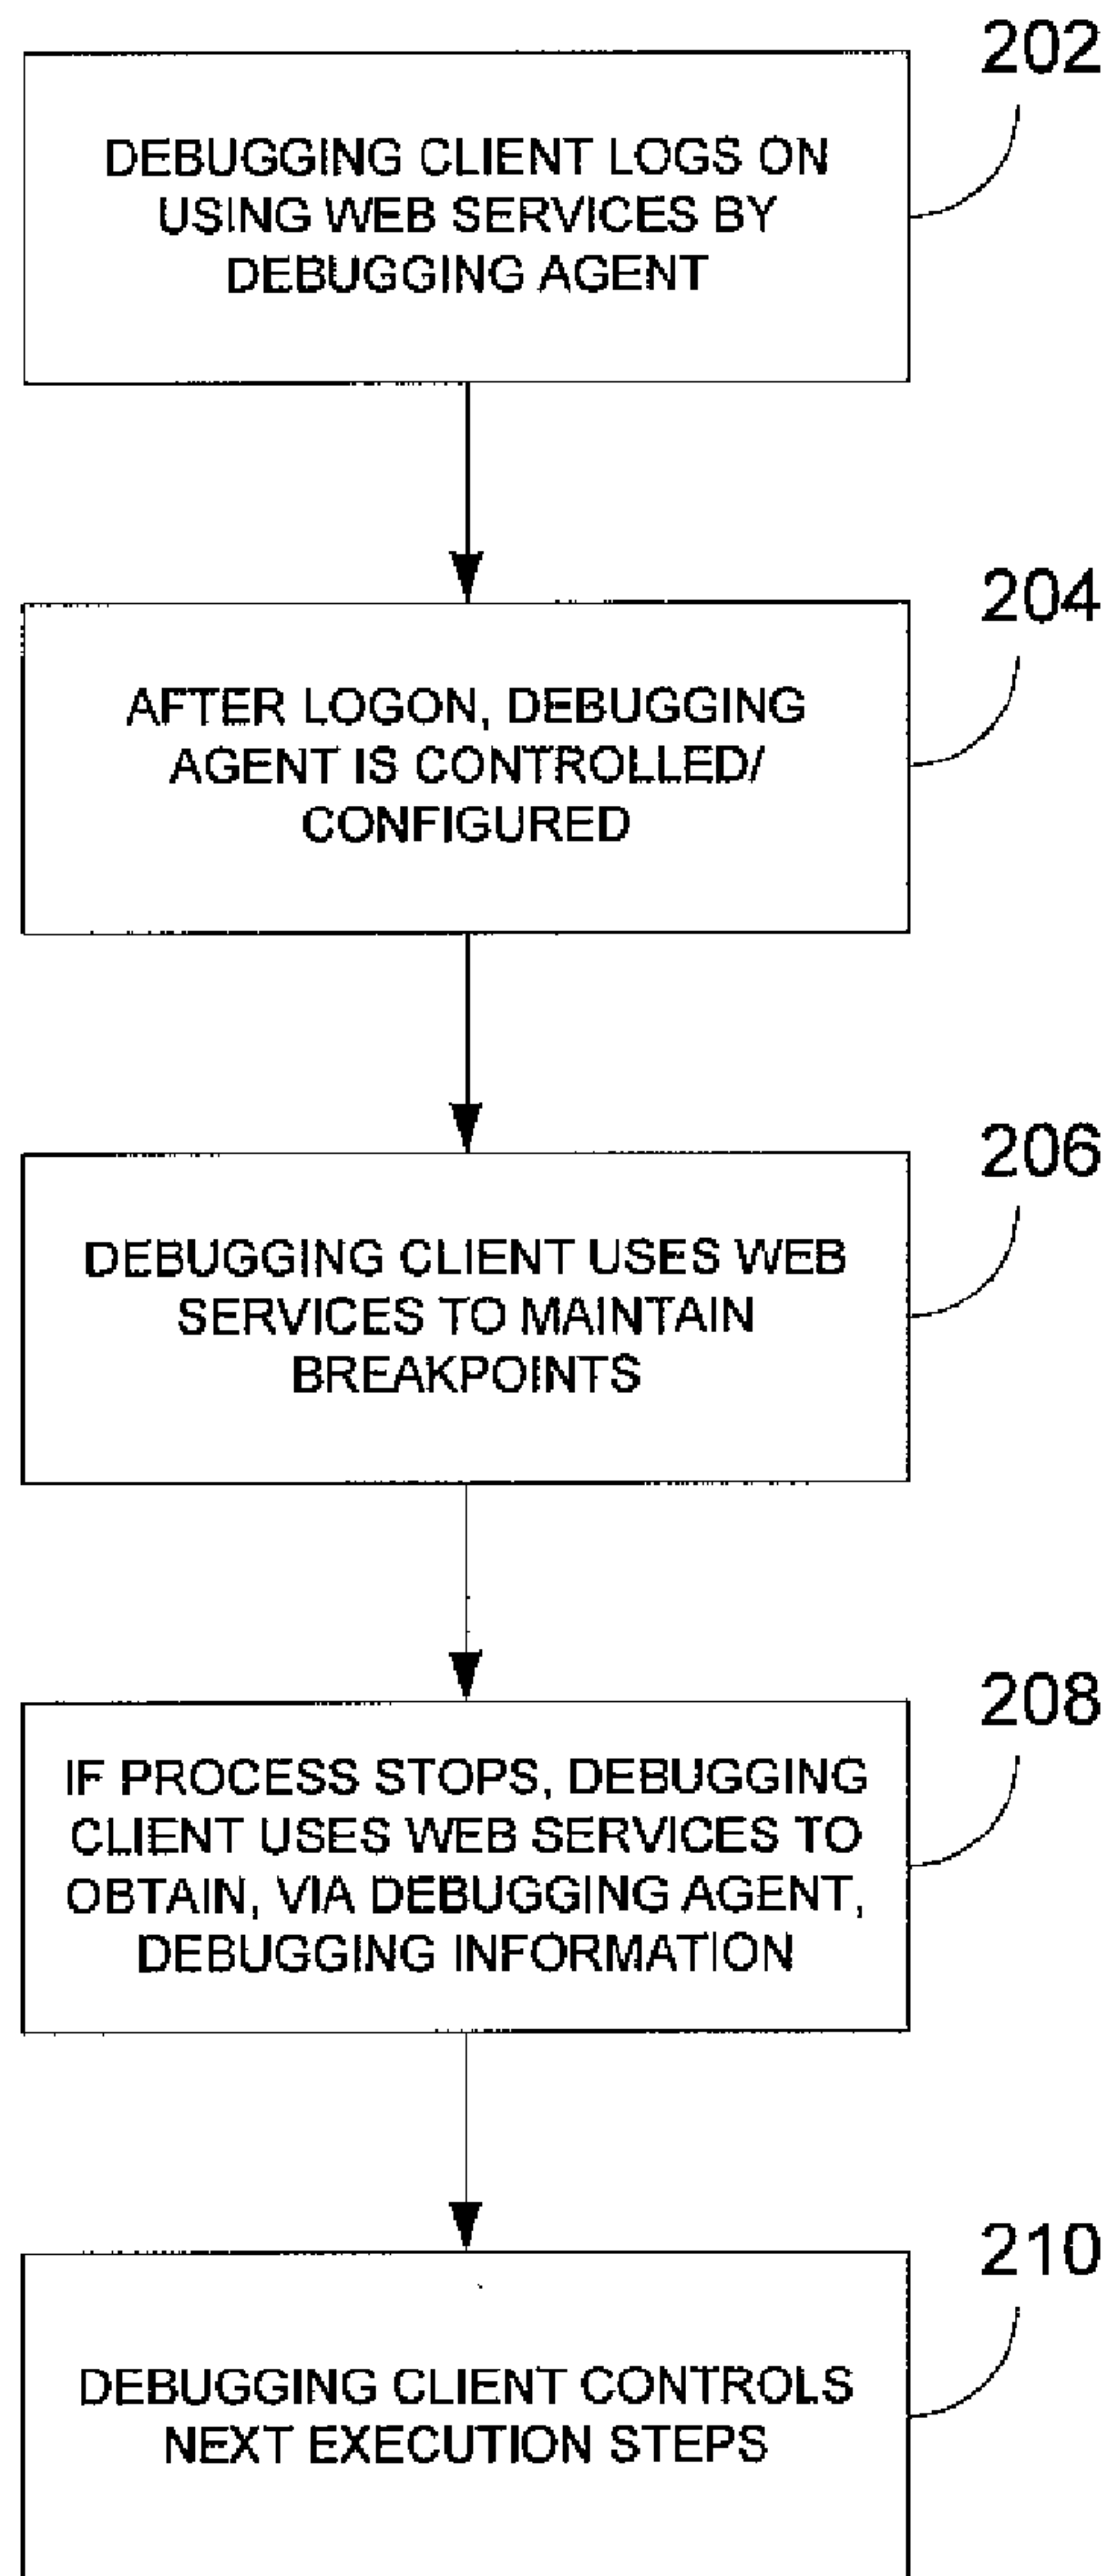 202
DEBUGGING CLIENT LOGS ON
USING WEB SERVICES BY
DEBUGGING AGENT
204
AFTER LOGON, DEBUGGING
AGENT IS CONTROLLED/
CONFIGURED
206
DEBUGGING CLIENT USES WEB
SERVICES TO MAINTAIN
BREAKPOINTS
208
IF PROCESS STOPS, DEBUGGING
CLIENT USES WEB SERVICES TO
OBTAIN, VIA DEBUGGING AGENT,
DEBUGGING INFORMATION
210
DEBUGGING CLIENT CONTROLS
NEXT EXECUTION STEPS